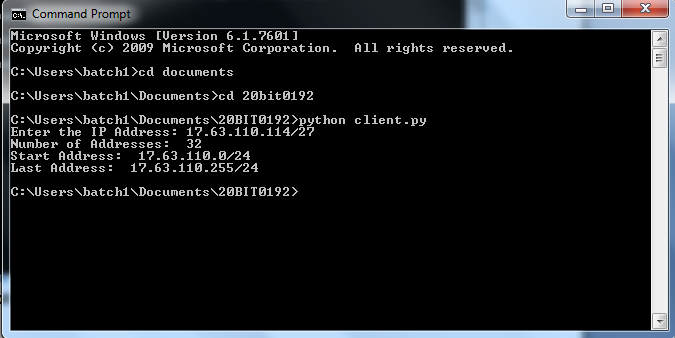 Command Prompt
Microsoft Windows [Version 6.1.7601]
Copyright (c) 2009 Microsoft Corporation.  All rights reserved.
C:\Users\batch1>cd documents
C:\Users\batch1\Documents>cd 20bit0192
C:\Users\batch1\Documents\20BIT0192>python client.py
Enter the IP Address: 17.63.110.114/27
Number of Addresses:  32
Start Address:  17.63.110.0/24
Last Address:  17.63.110.255/24
C:\Users\batch1\Documents\20BIT0192>